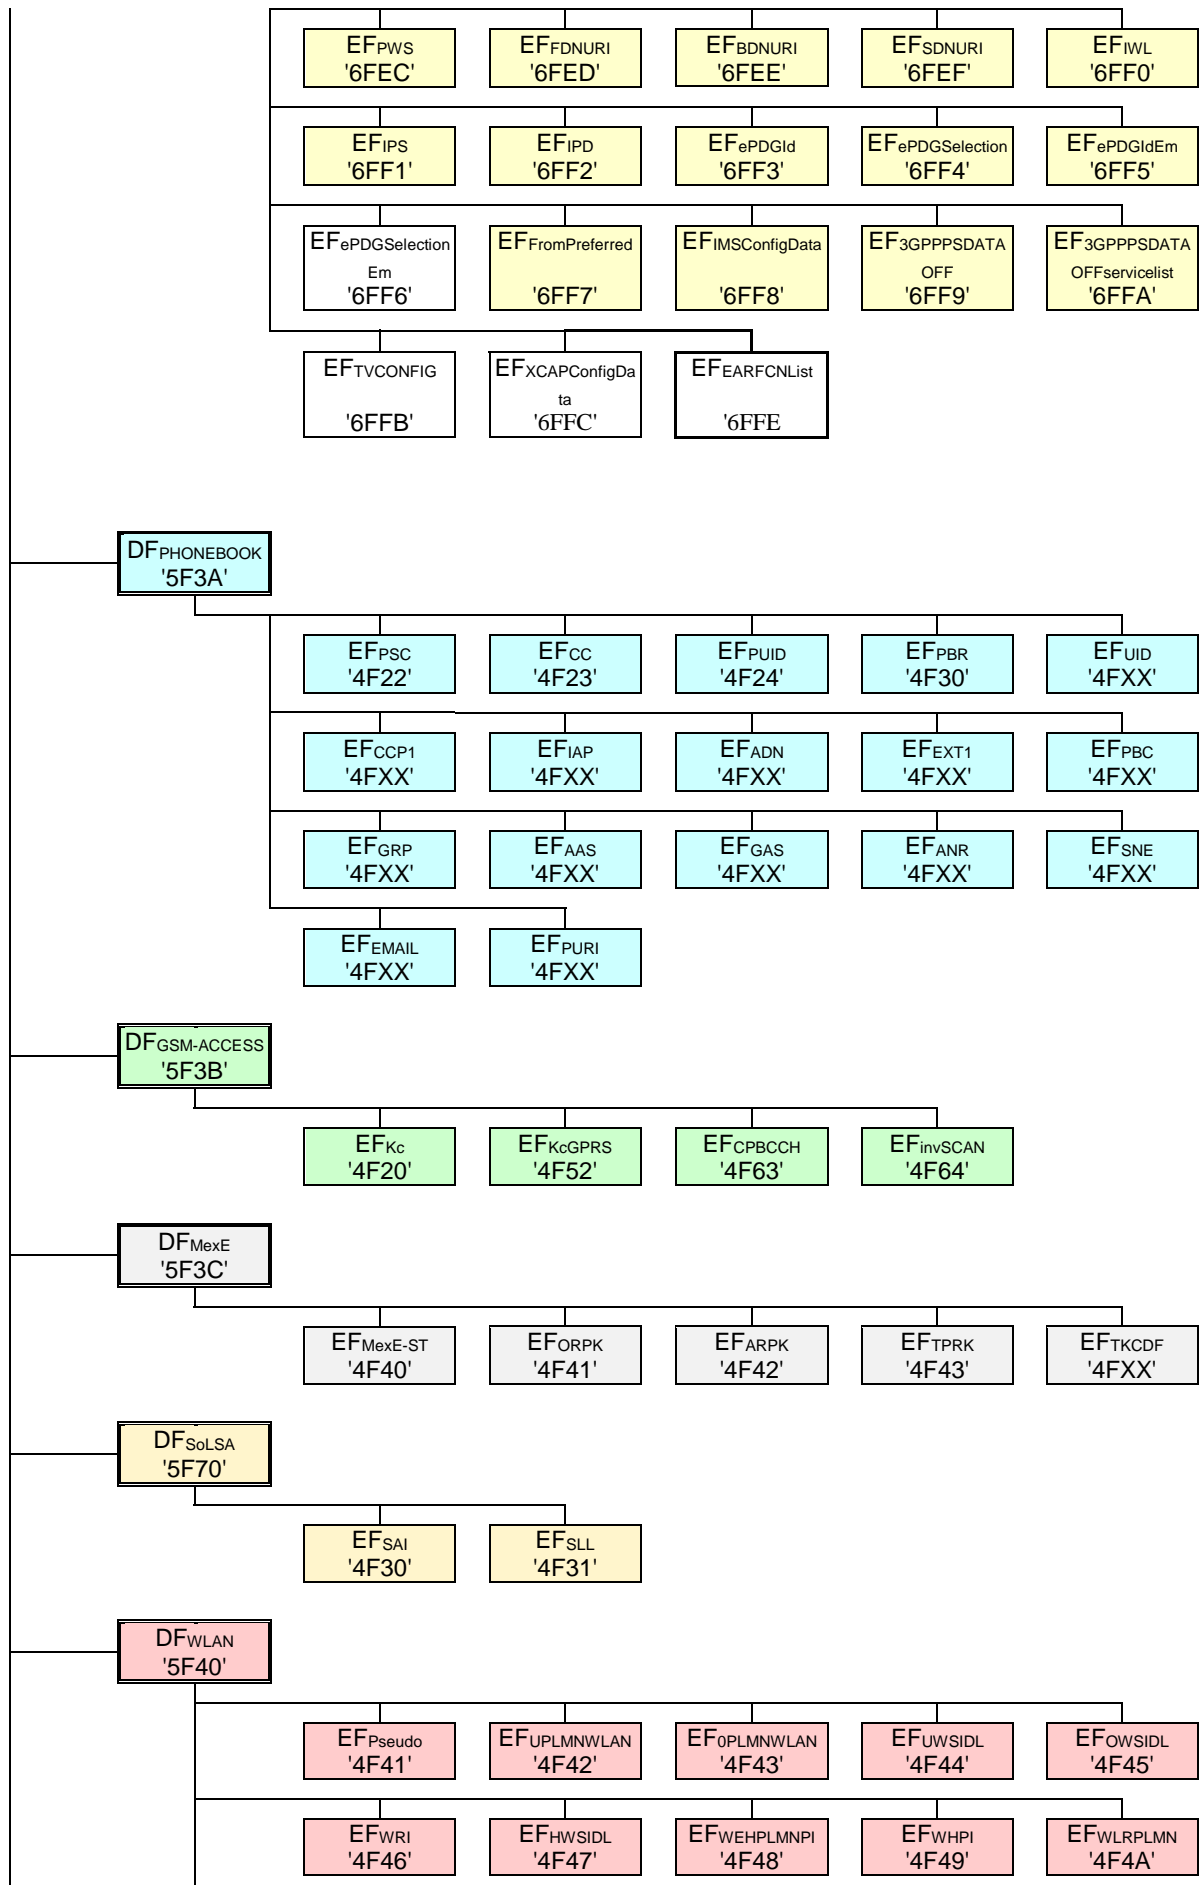 EFPWS EFFDNURI EFBDNURI EFSDNURI EFIWL
'6FEC' '6FED' '6FEE' '6FEF' '6FF0'
EFIPS EFIPD EFePDGId EFePDGSelection EFePDGIdEm
'6FF1' '6FF2' '6FF3' '6FF4' '6FF5'
EFePDGSelection EFFromPreferred EFIMSConfigData EF3GPPPSDATA EF3GPPPSDATA
Em OFF OFFservicelist
'6FF6' '6FF7' '6FF8' '6FF9' '6FFA'
EFTVCONFIG EFXCAPConfigDa EFEARFCNList
ta
'6FFB' '6FFC' '6FFE
DFPHONEBOOK
'5F3A'
EFPSC EFCC EFPUID EFPBR EFUID
'4F22' '4F23' '4F24' '4F30' '4FXX'
EFCCP1 EFIAP EFADN EFEXT1 EFPBC
'4FXX' '4FXX' '4FXX' '4FXX' '4FXX'
EFGRP EFAAS EFGAS EFANR EFSNE
'4FXX' '4FXX' '4FXX' '4FXX' '4FXX'
EFEMAIL EFPURI
'4FXX' '4FXX'
DFGSM-ACCESS
'5F3B'
EFKc EFKcGPRS EFCPBCCH EFinvSCAN
'4F20' '4F52' '4F63' '4F64'
DFMexE
'5F3C'
EFMexE-ST EFORPK EFARPK EFTPRK EFTKCDF
'4F40' '4F41' '4F42' '4F43' '4FXX'
DFSoLSA
'5F70'
EFSAI EFSLL
'4F30' '4F31'
DFWLAN
'5F40'
EFPseudo EFUPLMNWLAN EF0PLMNWLAN EFUWSIDL EFOWSIDL
'4F41' '4F42' '4F43' '4F44' '4F45'
EFWRI EFHWSIDL EFWEHPLMNPI EFWHPI EFWLRPLMN
'4F46' '4F47' '4F48' '4F49' '4F4A'